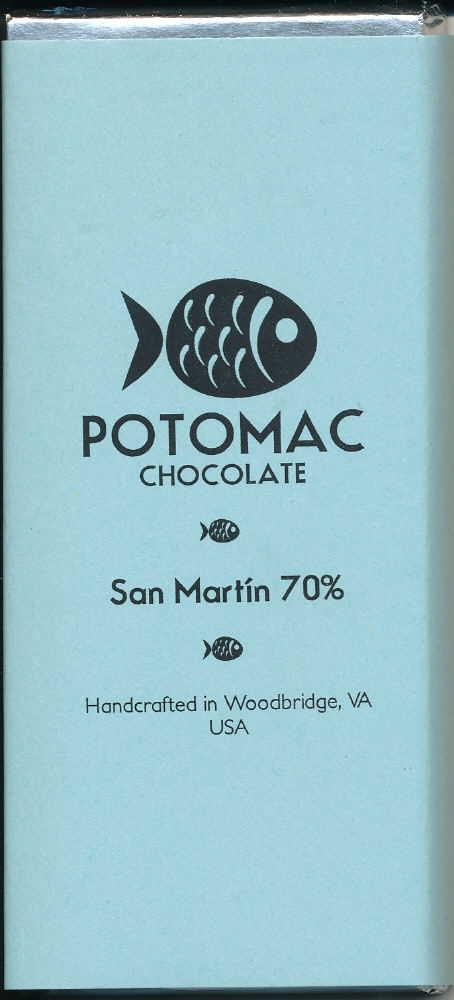 POTOMAC
CHOCOLATE
San Martín 70%
Handcrafted in Woodbridge, VA
USA